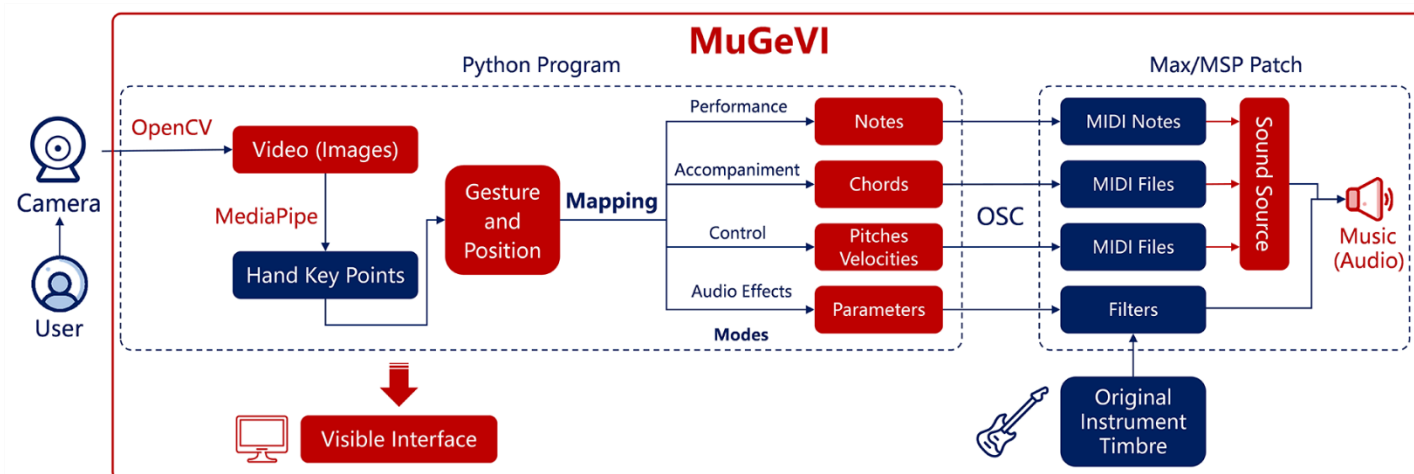 MuGeVI
Python Program
Max/MSP Patch
OpenCV
Camera
User
Video (Images)
MediaPipe
Hand Key Points
Gesture
and
Position
Mapping
Performance
Accompaniment
Control
Audio Effects
Modes
Notes
Chords
Pitches
Velocities
Parameters
OSC
MIDI Notes
MIDI Files
MIDI Files
Filters
Sound Source
Music
(Audio)
Visible Interface
Original
Instrument
Timbre